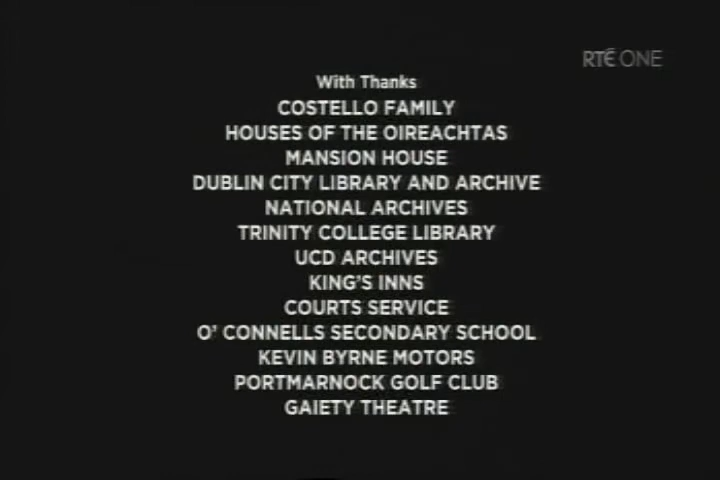 RTÉ ONE
With Thanks
COSTELLO FAMILY
HOUSES OF THE OIREACHTAS
MANSION HOUSE
DUBLIN CITY LIBRARY AND ARCHIVE
NATIONAL ARCHIVES
TRINITY COLLEGE LIBRARY
UCD ARCHIVES
KING'S INNS
COURTS SERVICE
O' CONNELLS SECONDARY SCHOOL
KEVIN BYRNE MOTORS
PORTMARNOCK GOLF CLUB
GAIETY THEATRE